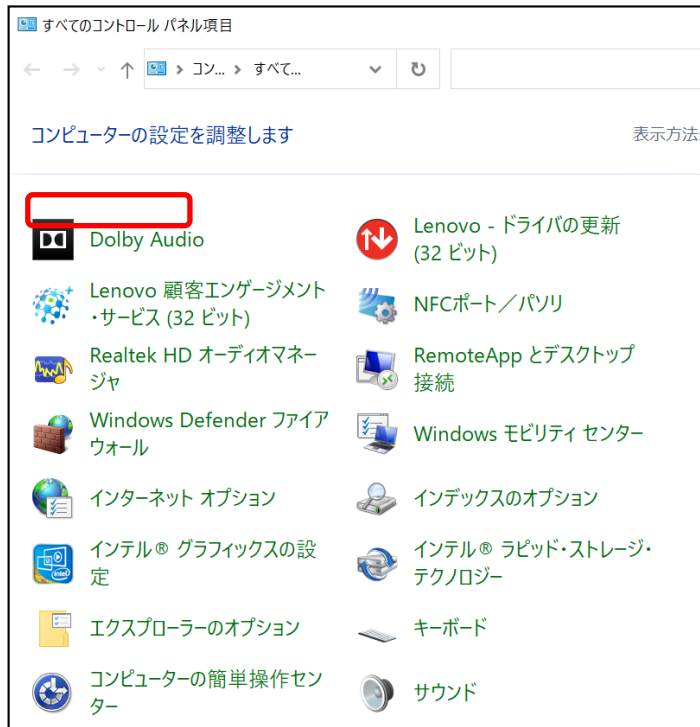 すべてのコントロール パネル項目
コン... すべて...
コンピューターの設定を調整します
表示方法
Dolby Audio
Lenovo - ドライバの更新
(32 ビット)
Lenovo 顧客エンゲージメント
・サービス (32 ビット)
NFCポート／パソリ
Realtek HD オーディオマネー
ジャ
RemoteApp とデスクトップ
接続
Windows Defender ファイア
ウォール
Windows モビリティ センター
インターネット オプション
インデックスのオプション
インテル® グラフィックスの設
定
インテル® ラピッド・ストレージ・
テクノロジー
エクスプローラーのオプション
キーボード
コンピューターの簡単操作セン
ター
サウンド